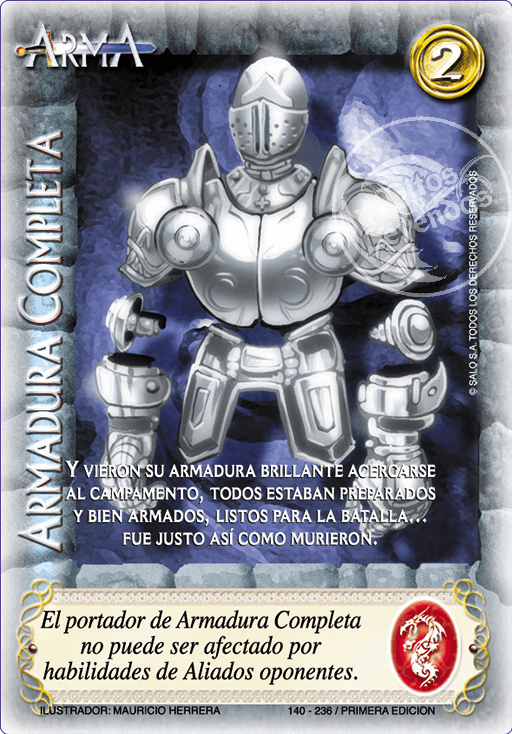 ARMA
2
ARMADURA COMPLETA
© SALO S.A. TODOS LOS DERECHOS RESERVADOS
Y VIERON SU ARMADURA BRILLANTE ACERCARSE
AL CAMPAMENTO, TODOS ESTABAN PREPARADOS
Y BIEN ARMADOS, LISTOS PARA LA BATALLA...
FUE JUSTO ASÍ COMO MURIERON.
El portador de Armadura Completa
no puede ser afectado por
habilidades de Aliados oponentes.
ILUSTRADOR: MAURICIO HERRERA
140 - 236 / PRIMERA EDICION